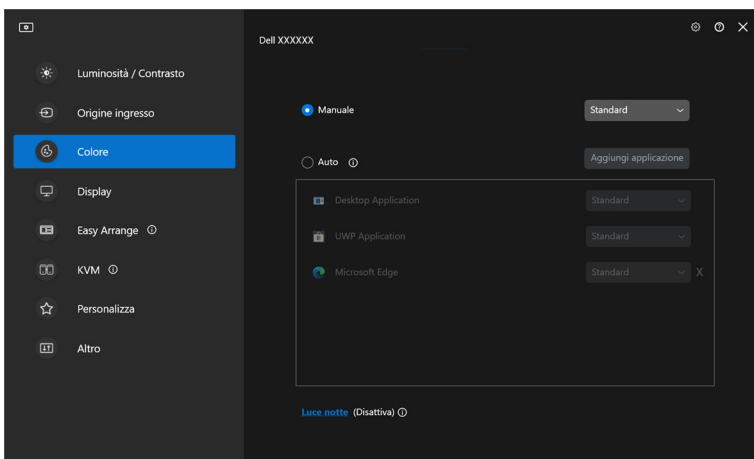 Dell XXXXXX
Luminosità / Contrasto
Origine ingresso
Colore
Display
Easy Arrange
KVM
Personalizza
Altro
Manuale
Standard
Auto
Aggiungi applicazione
Desktop Application
Standard
UWP Application
Standard
Microsoft Edge
Standard
X
Luce notte (Disattiva)